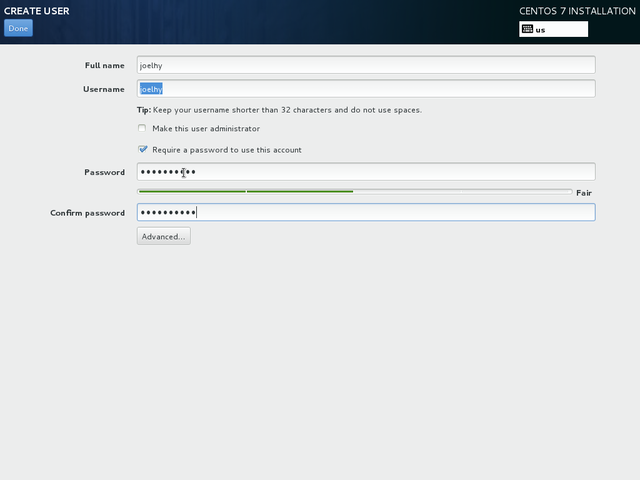 CREATE USER
CENTOS 7 INSTALLATION
Done
us
Full name
joelhy
Username
joelhy
Tip: Keep your username shorter than 32 characters and do not use spaces.
Make this user administrator
Require a password to use this account
Password
••••••••••
Fair
Confirm password
••••••••••
Advanced...